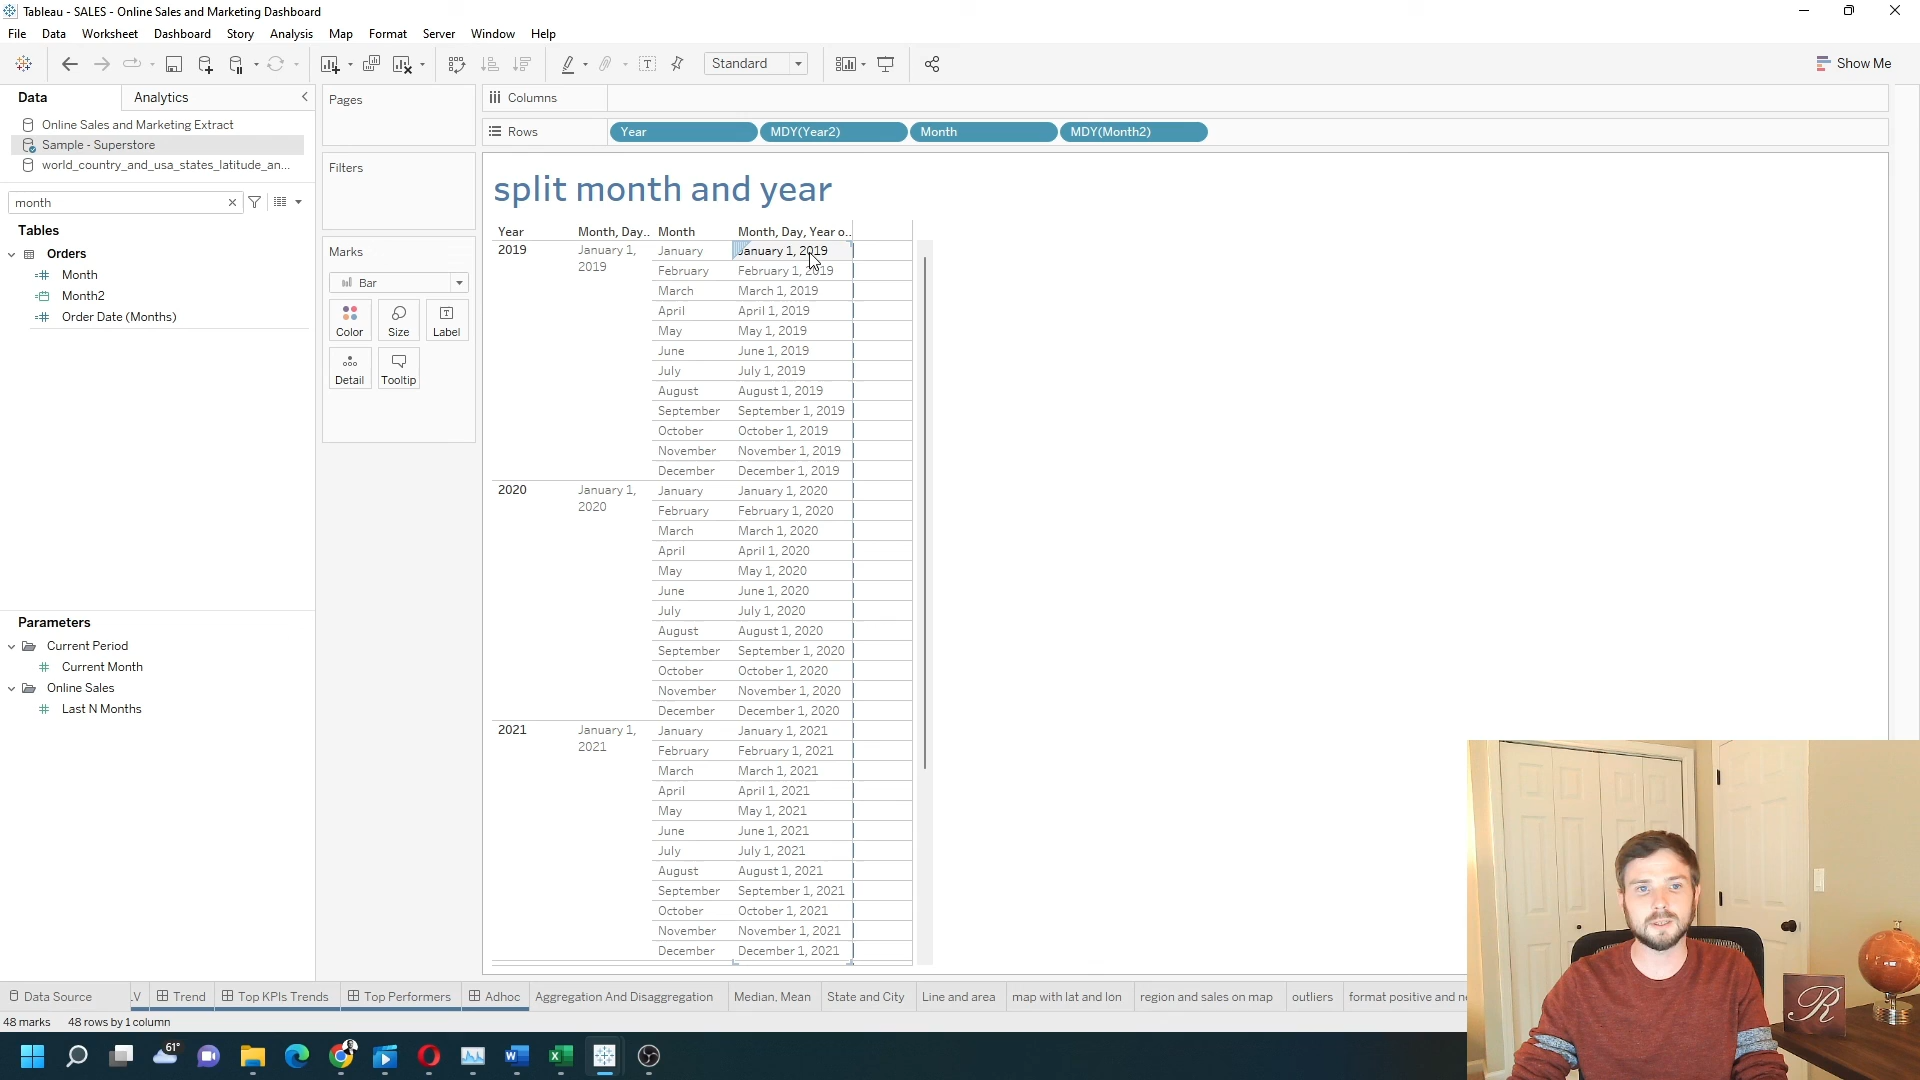 Tableau - SALES - Online Sales and Marketing Dashboard
File Data Worksheet Dashboard Story Analysis Map Format Server Window Help
Standard
Show Me
Data Analytics
Pages
Columns
Online Sales and Marketing Extract
Sample - Superstore
world_country_and_usa_states_latitude_an...
Rows Year MDY(Year2) Month MDY(Month2)
Filters
month
Tables
Orders
Month
Month2
Order Date (Months)
Marks
Bar
Color Size Label
Detail Tooltip
split month and year
Year Month, Day.. Month Month, Day, Year o..
2019 January 1, 2019 January January 1, 2019
February February 1, 2019
March March 1, 2019
April April 1, 2019
May May 1, 2019
June June 1, 2019
July July 1, 2019
August August 1, 2019
September September 1, 2019
October October 1, 2019
November November 1, 2019
December December 1, 2019
2020 January 1, 2020 January January 1, 2020
February February 1, 2020
March March 1, 2020
April April 1, 2020
May May 1, 2020
June June 1, 2020
July July 1, 2020
August August 1, 2020
September September 1, 2020
October October 1, 2020
November November 1, 2020
December December 1, 2020
2021 January 1, 2021 January January 1, 2021
February February 1, 2021
March March 1, 2021
April April 1, 2021
May May 1, 2021
June June 1, 2021
July July 1, 2021
August August 1, 2021
September September 1, 2021
October October 1, 2021
November November 1, 2021
December December 1, 2021
Parameters
Current Period
Current Month
Online Sales
Last N Months
Data Source LV Trend Top KPIs Trends Top Performers Adhoc Aggregation And Disaggregation Median, Mean State and City Line and area map with lat and lon region and sales on map outliers format positive and ne
48 marks 48 rows by 1 column
61°
R